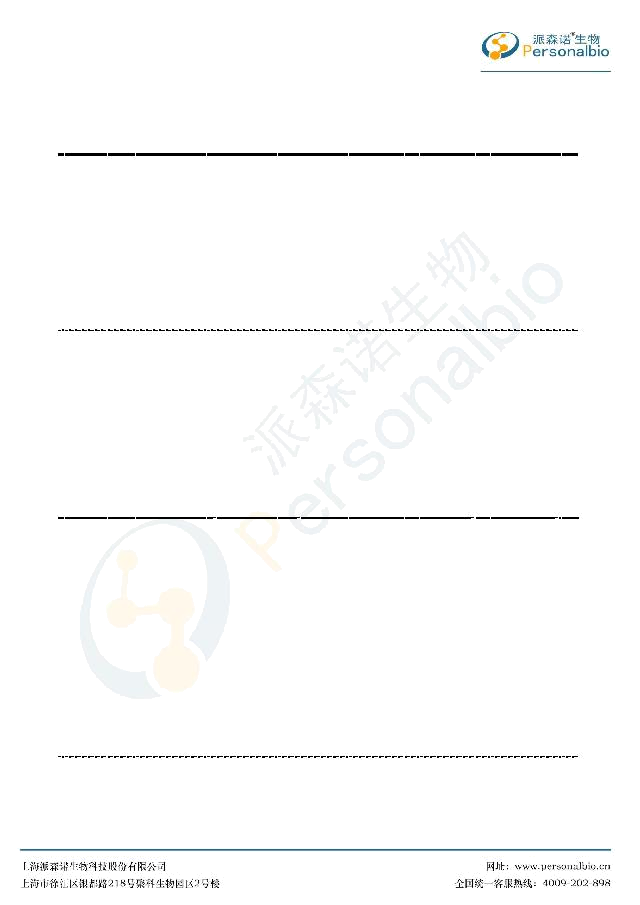 派森诺®生物
Personalbio
派森诺生物
Personalbio
上海派森诺生物科技股份有限公司
网址：www.personalbio.cn
上海市徐汇区银都路218号聚科生物园区2号楼
全国统一客服热线：4009-202-898